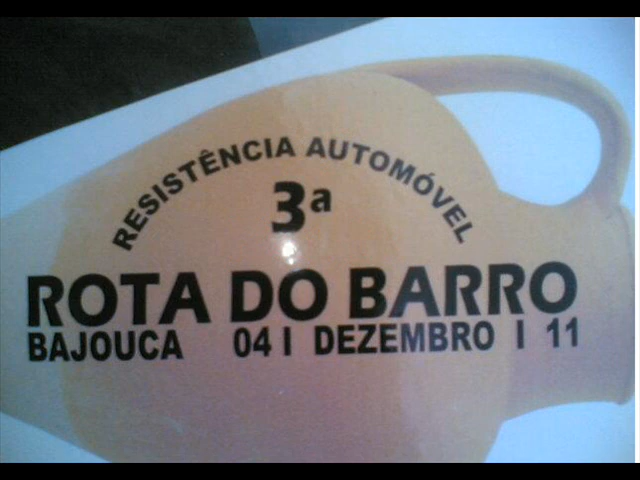 RESISTÊNCIA AUTOMÓVEL
3ª
ROTA DO BARRO
BAJOUCA 04 I DEZEMBRO I 11